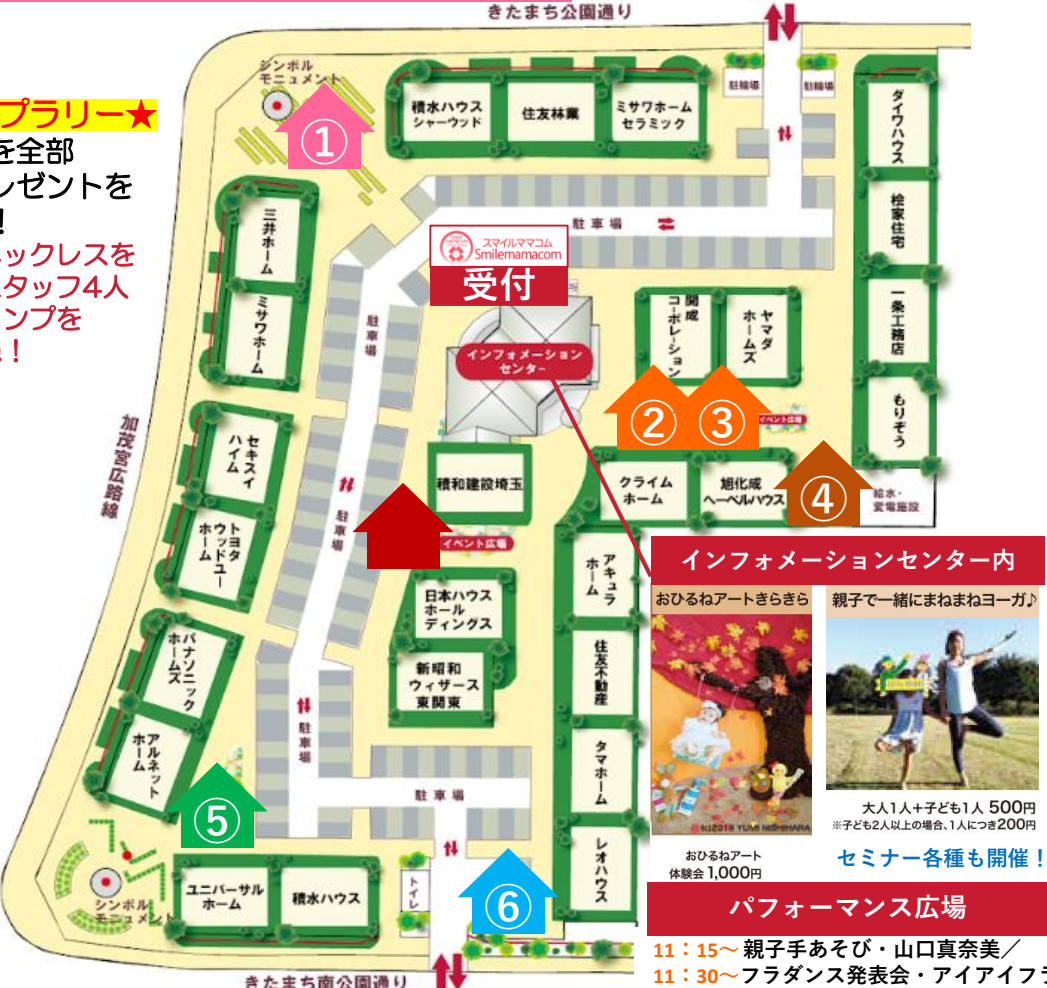 きたまち公園通り
シンボル
モニュメント
①
プラリー★
を全部
レゼントを
!
ネックレスを
スタッフ4人
ンプを
！
積水ハウス
シャーウッド
住友林業
ミサワホーム
セラミック
駐輪場
駐輪場
ダイワハウス
桧家住宅
一条工務店
もりぞう
給水・
変電施設
三井ホーム
ミサワホーム
駐車場
スマイルママコム
Smilemamacom
受付
インフォメーション
センター
駐車場
開成
コーポレーション
ヤマダ
ホームズ
②
③
イベント広場
④
加茂宮広路線
セキスイ
ハイム
トヨタ
ウッドユー
ホーム
駐車場
積和建設埼玉
イベント広場
クライム
ホーム
旭化成
ヘーベルハウス
アキュラ
ホーム
住友不動産
タマホーム
レオハウス
日本ハウス
ホール
ディングス
新昭和
ウィザース
東関東
パナソニック
ホームズ
アルネット
ホーム
駐車場
駐車場
⑤
⑥
シンボル
モニュメント
ユニバーサル
ホーム
積水ハウス
トイレ
きたまち南公園通り
インフォメーションセンター内
おひるねアートきらきら
親子で一緒にまねまねヨーガ♪
(c)2018 YUMI NISHIHARA
おひるねアート
体験会 1,000円
大人1人+子ども1人 500円
※子ども2人以上の場合、1人につき200円
セミナー各種も開催！
パフォーマンス広場
11：15～ 親子手あそび・山口真奈美／
11：30～フラダンス発表会・アイアイフラ